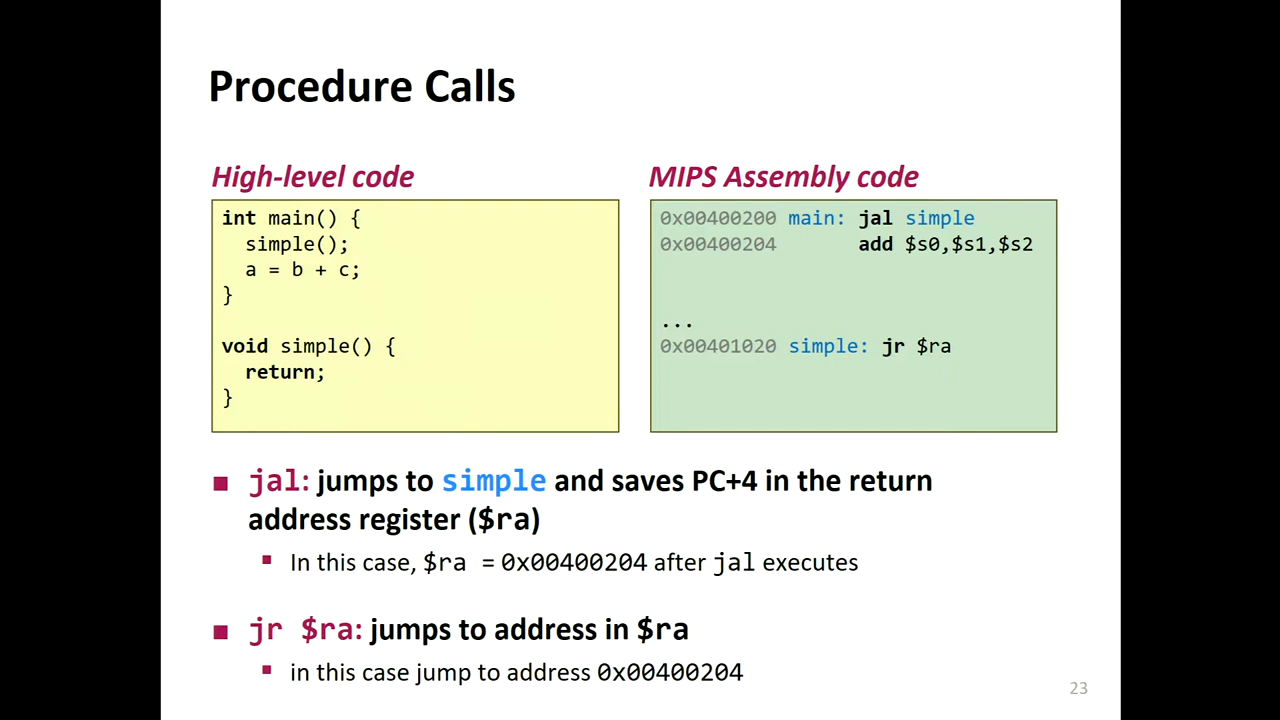 Procedure Calls
High-level code
int main() {
simple();
a = b + c;
}
void simple() {
return;
}
MIPS Assembly code
0x00400200 main: jal simple
0x00400204 add $s0,$s1,$s2
...
0x00401020 simple: jr $ra
jal: jumps to simple and saves PC+4 in the return
address register ($ra)
In this case, $ra = 0x00400204 after jal executes
jr $ra: jumps to address in $ra
in this case jump to address 0x00400204
23